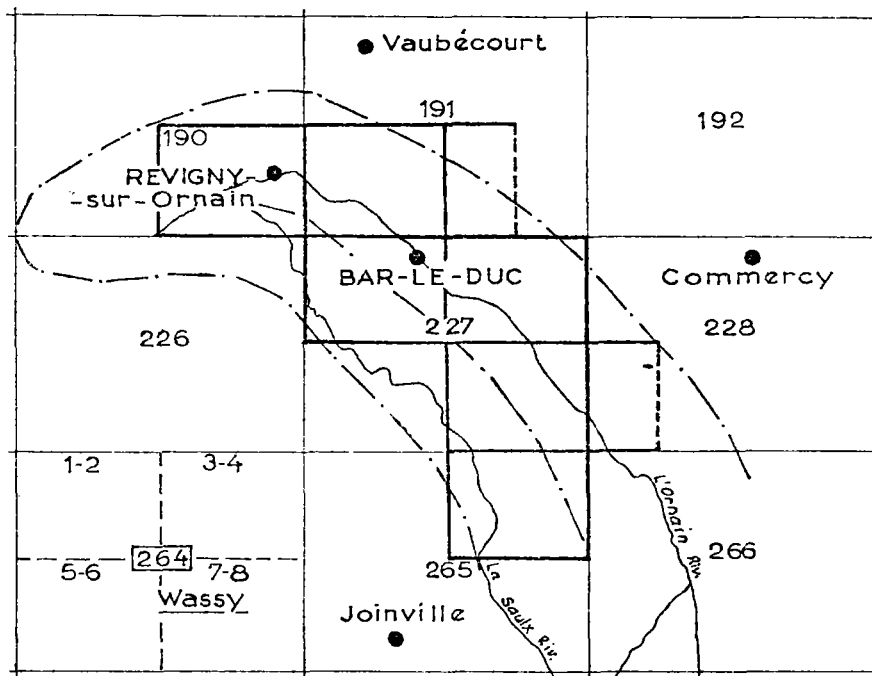 Vaubécourt
191
192
190
REVIGNY-
-sur-Ornain
BAR-LE-DUC
Commercy
227
228
226
1-2
3-4
L'Ornain Riv.
264
266
5-6
7-8
265
Wassy
La Saulx Riv.
Joinville